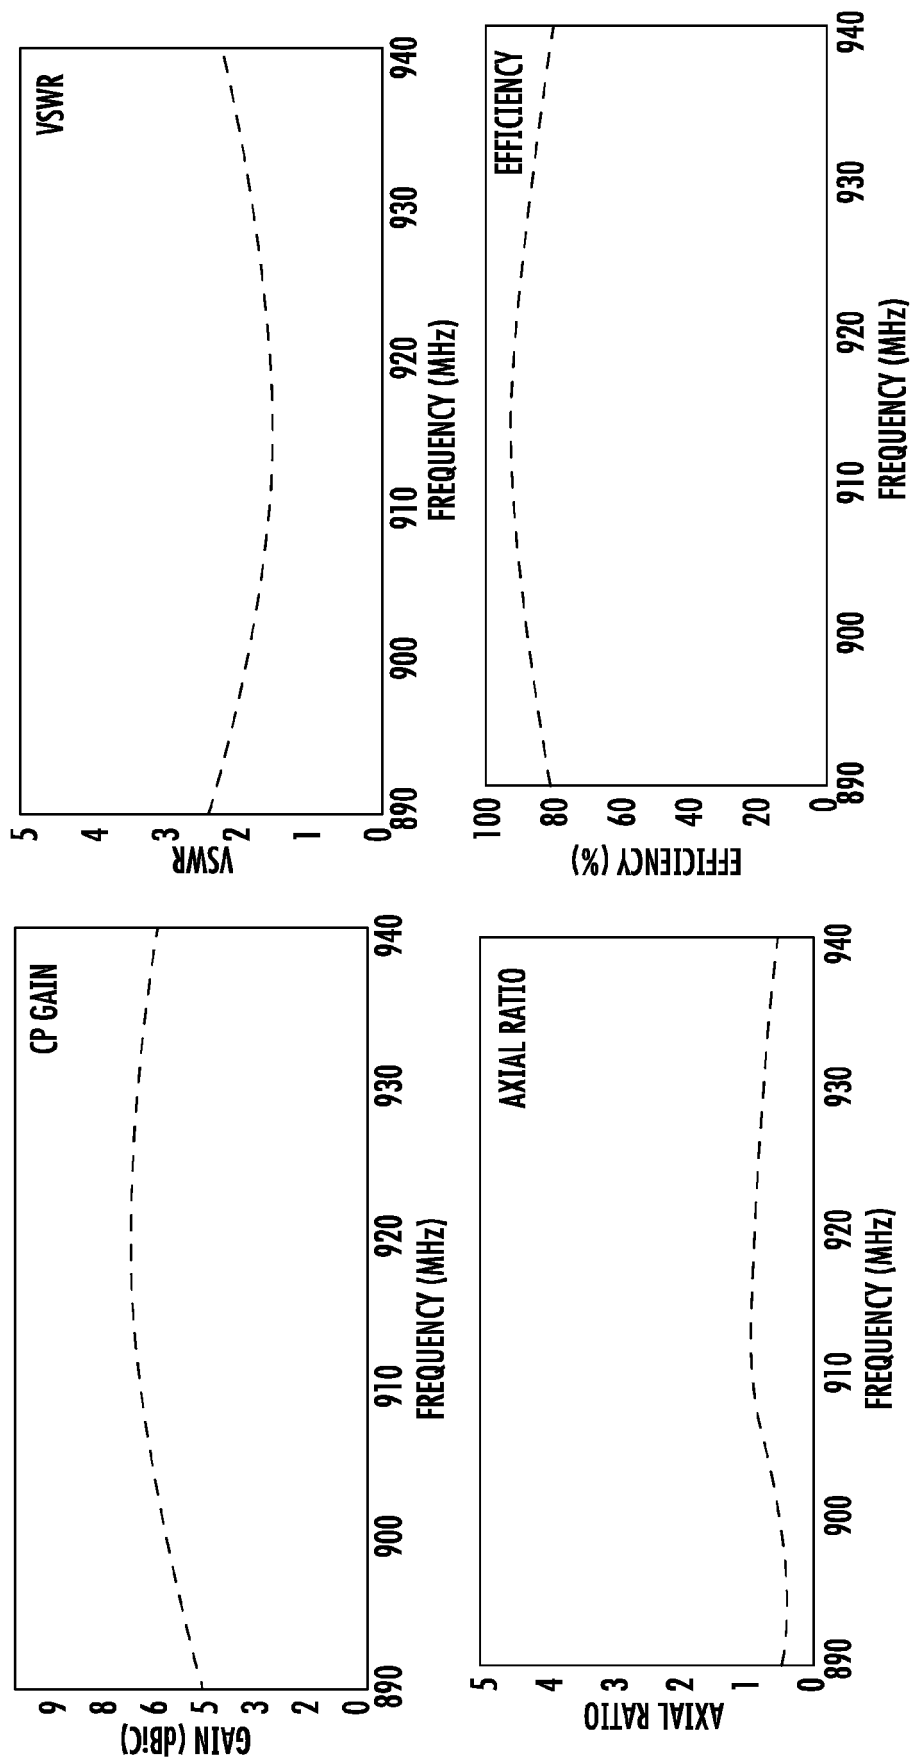 CP GAIN
GAIN (dBiC)
9
8
6
5
3
2
0
890 900 910 920 930 940
FREQUENCY (MHz)
VSWR
VSWR
5
4
3
2
1
0
890 900 910 920 930 940
FREQUENCY (MHz)
AXIAL RATIO
AXIAL RATIO
5
4
3
2
1
0
890 900 910 920 930 940
FREQUENCY (MHz)
EFFICIENCY
EFFICIENCY (%)
100
80
60
40
20
0
890 900 910 920 930 940
FREQUENCY (MHz)